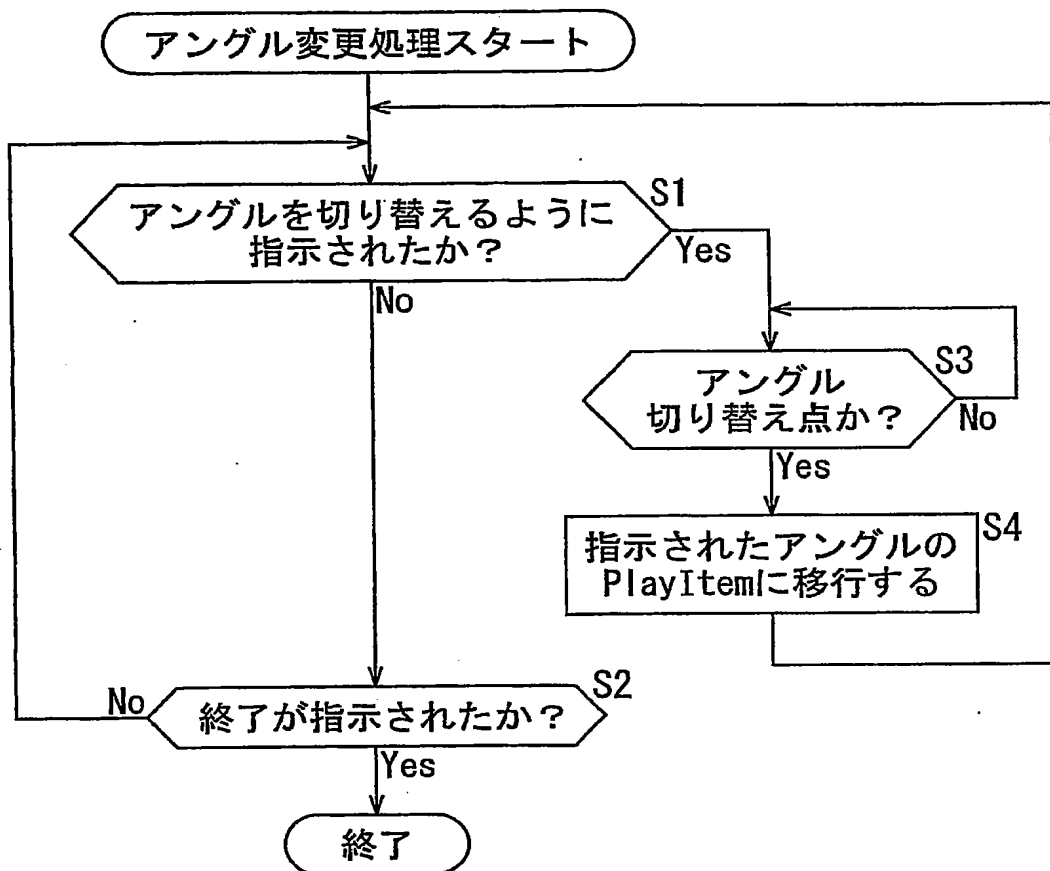 アングル変更処理スタート
アングルを切り替えるように
指示されたか？
S1
Yes
No
アングル
切り替え点か？
S3
No
Yes
指示されたアングルの
PlayItemに移行する
S4
終了が指示されたか？
S2
No
Yes
終了